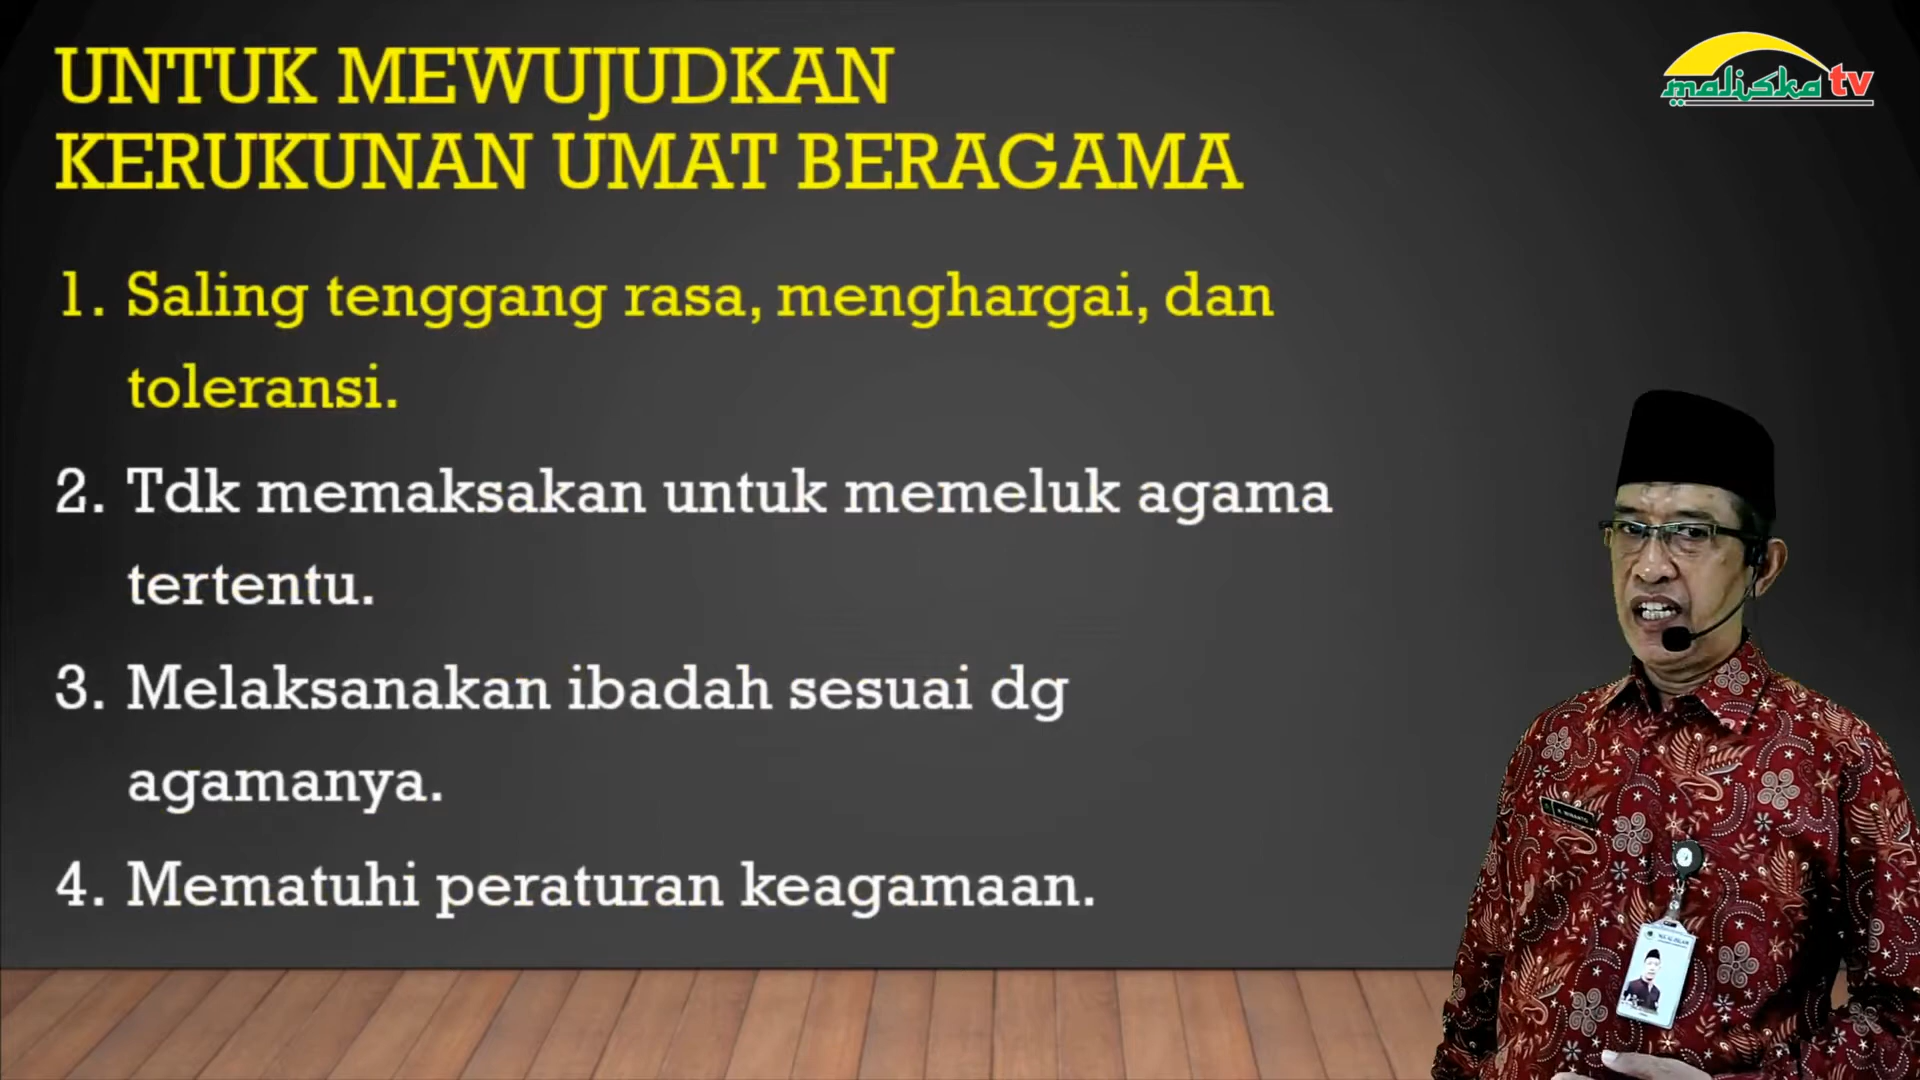 UNTUK MEWUJUDKAN
KERUKUNAN UMAT BERAGAMA
1. Saling tenggang rasa, menghargai, dan
toleransi.
2. Tdk memaksakan untuk memeluk agama
tertentu.
3. Melaksanakan ibadah sesuai dg
agamanya.
4. Mematuhi peraturan keagamaan.
maliska tv